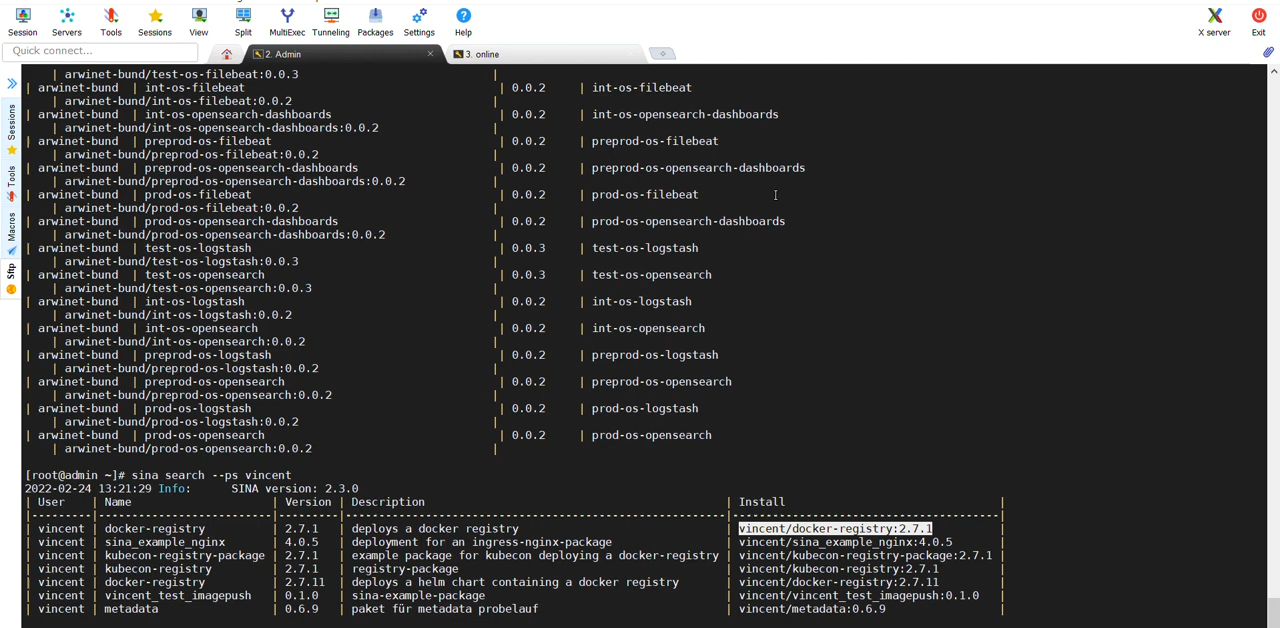 Session Servers Tools Sessions View Split MultiExec Tunneling Packages Settings Help X server Exit
Quick connect...
2. Admin
3. online
Sessions
Tools
Macros
Sftp
| arwinet-bund/test-os-filebeat:0.0.3 |
| arwinet-bund | int-os-filebeat | 0.0.2 | int-os-filebeat
| arwinet-bund/int-os-filebeat:0.0.2 |
| arwinet-bund | int-os-opensearch-dashboards | 0.0.2 | int-os-opensearch-dashboards
| arwinet-bund/int-os-opensearch-dashboards:0.0.2 |
| arwinet-bund | preprod-os-filebeat | 0.0.2 | preprod-os-filebeat
| arwinet-bund/preprod-os-filebeat:0.0.2 |
| arwinet-bund | preprod-os-opensearch-dashboards | 0.0.2 | preprod-os-opensearch-dashboards
| arwinet-bund/preprod-os-opensearch-dashboards:0.0.2 |
| arwinet-bund | prod-os-filebeat | 0.0.2 | prod-os-filebeat
| arwinet-bund/prod-os-filebeat:0.0.2 |
| arwinet-bund | prod-os-opensearch-dashboards | 0.0.2 | prod-os-opensearch-dashboards
| arwinet-bund/prod-os-opensearch-dashboards:0.0.2 |
| arwinet-bund | test-os-logstash | 0.0.3 | test-os-logstash
| arwinet-bund/test-os-logstash:0.0.3 |
| arwinet-bund | test-os-opensearch | 0.0.3 | test-os-opensearch
| arwinet-bund/test-os-opensearch:0.0.3 |
| arwinet-bund | int-os-logstash | 0.0.2 | int-os-logstash
| arwinet-bund/int-os-logstash:0.0.2 |
| arwinet-bund | int-os-opensearch | 0.0.2 | int-os-opensearch
| arwinet-bund/int-os-opensearch:0.0.2 |
| arwinet-bund | preprod-os-logstash | 0.0.2 | preprod-os-logstash
| arwinet-bund/preprod-os-logstash:0.0.2 |
| arwinet-bund | preprod-os-opensearch | 0.0.2 | preprod-os-opensearch
| arwinet-bund/preprod-os-opensearch:0.0.2 |
| arwinet-bund | prod-os-logstash | 0.0.2 | prod-os-logstash
| arwinet-bund/prod-os-logstash:0.0.2 |
| arwinet-bund | prod-os-opensearch | 0.0.2 | prod-os-opensearch
| arwinet-bund/prod-os-opensearch:0.0.2 |
[root@admin ~]# sina search --ps vincent
2022-02-24 13:21:29 Info: SINA version: 2.3.0
| User | Name | Version | Description | Install |
| vincent | docker-registry | 2.7.1 | deploys a docker registry | vincent/docker-registry:2.7.1 |
| vincent | sina_example_nginx | 4.0.5 | deployment for an ingress-nginx-package | vincent/sina_example_nginx:4.0.5 |
| vincent | kubecon-registry-package | 2.7.1 | example package for kubecon deploying a docker-registry | vincent/kubecon-registry-package:2.7.1 |
| vincent | kubecon-registry | 2.7.1 | registry-package | vincent/kubecon-registry:2.7.1 |
| vincent | docker-registry | 2.7.11 | deploys a helm chart containing a docker registry | vincent/docker-registry:2.7.11 |
| vincent | vincent_test_imagepush | 0.1.0 | sina-example-package | vincent/vincent_test_imagepush:0.1.0 |
| vincent | metadata | 0.6.9 | paket für metadata probelauf | vincent/metadata:0.6.9 |